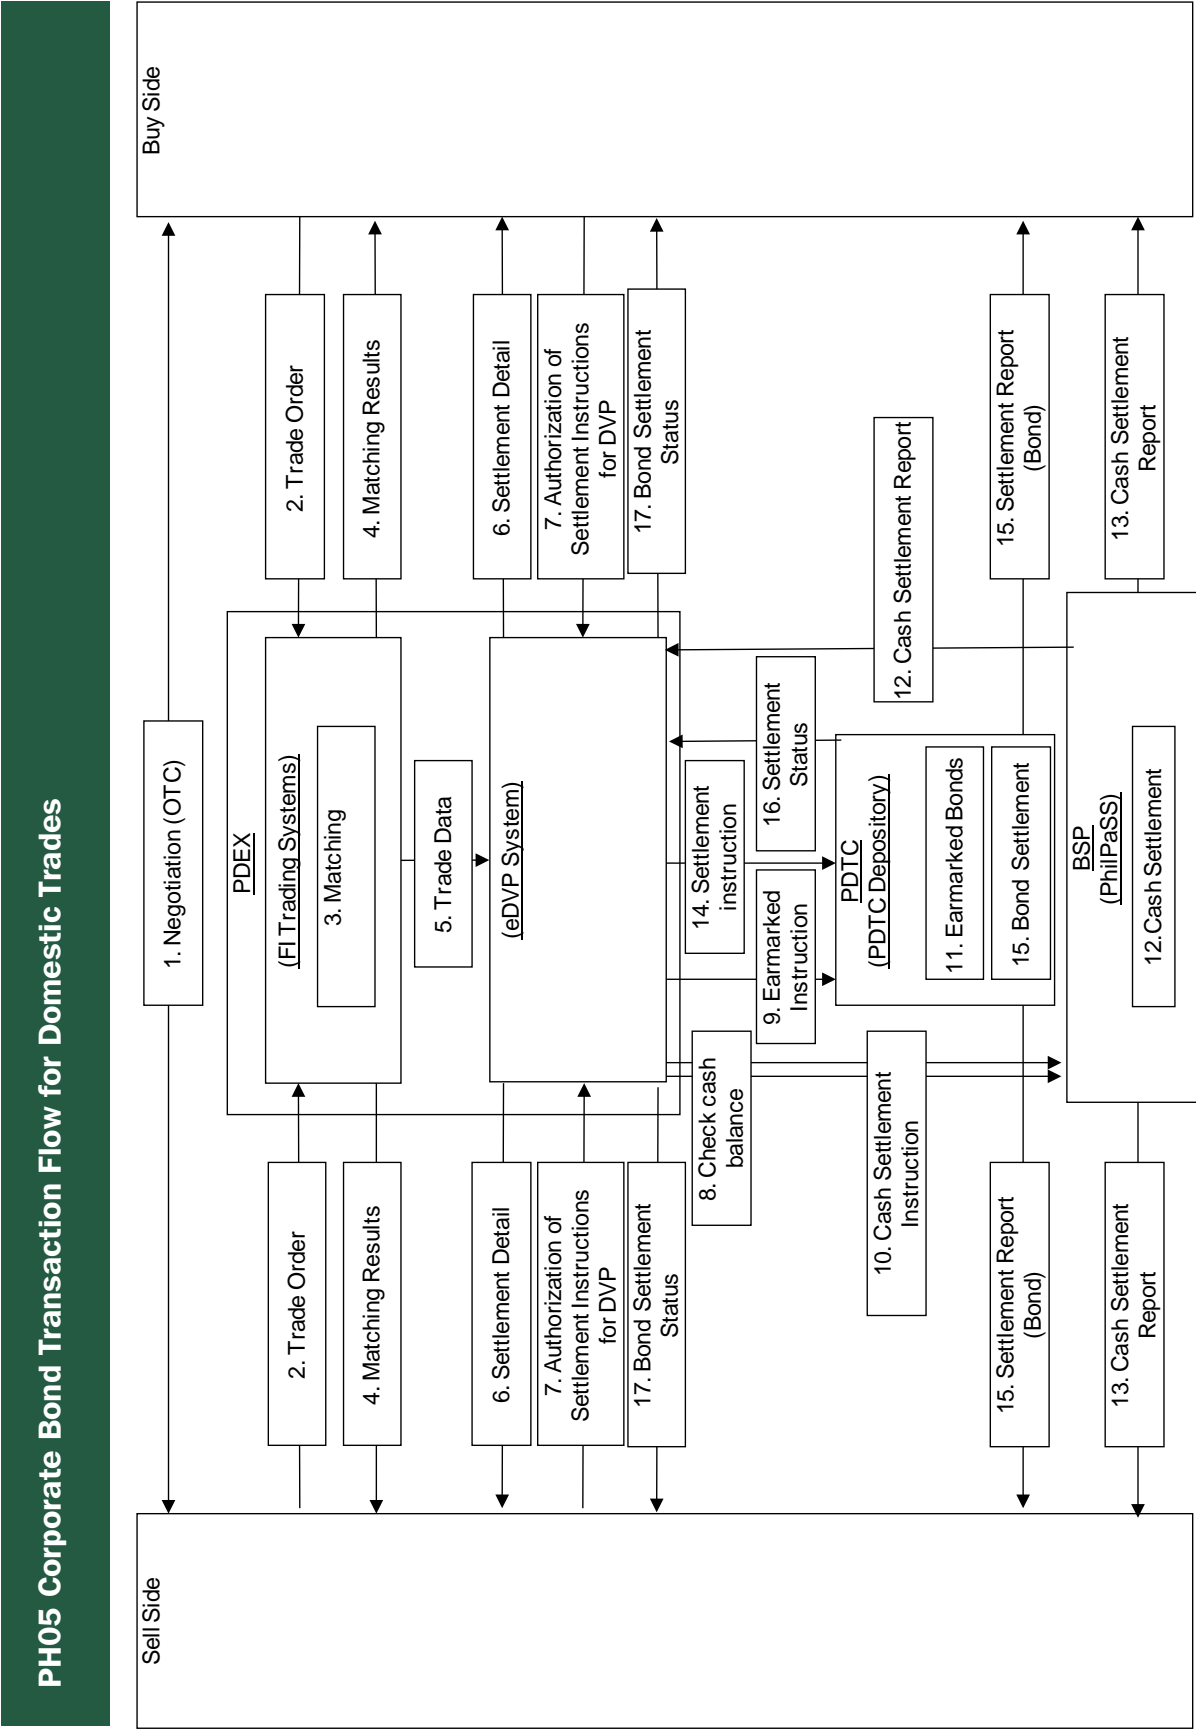 PH05 Corporate Bond Transaction Flow for Domestic Trades
Sell Side
Buy Side
1. Negotiation (OTC)
PDEX
2. Trade Order
(FI Trading Systems)
2. Trade Order
3. Matching
4. Matching Results
4. Matching Results
5. Trade Data
6. Settlement Detail
(eDVP System)
6. Settlement Detail
7. Authorization of
Settlement Instructions
for DVP
7. Authorization of
Settlement Instructions
for DVP
17. Bond Settlement
Status
17. Bond Settlement
Status
8. Check cash
balance
14. Settlement
instruction
9. Earmarked
Instruction
16. Settlement
Status
10. Cash Settlement
Instruction
PDTC
(PDTC Depository)
12. Cash Settlement Report
11. Earmarked Bonds
15. Settlement Report
(Bond)
15. Bond Settlement
15. Settlement Report
(Bond)
BSP
(PhilPaSS)
13. Cash Settlement
Report
12.Cash Settlement
13. Cash Settlement
Report